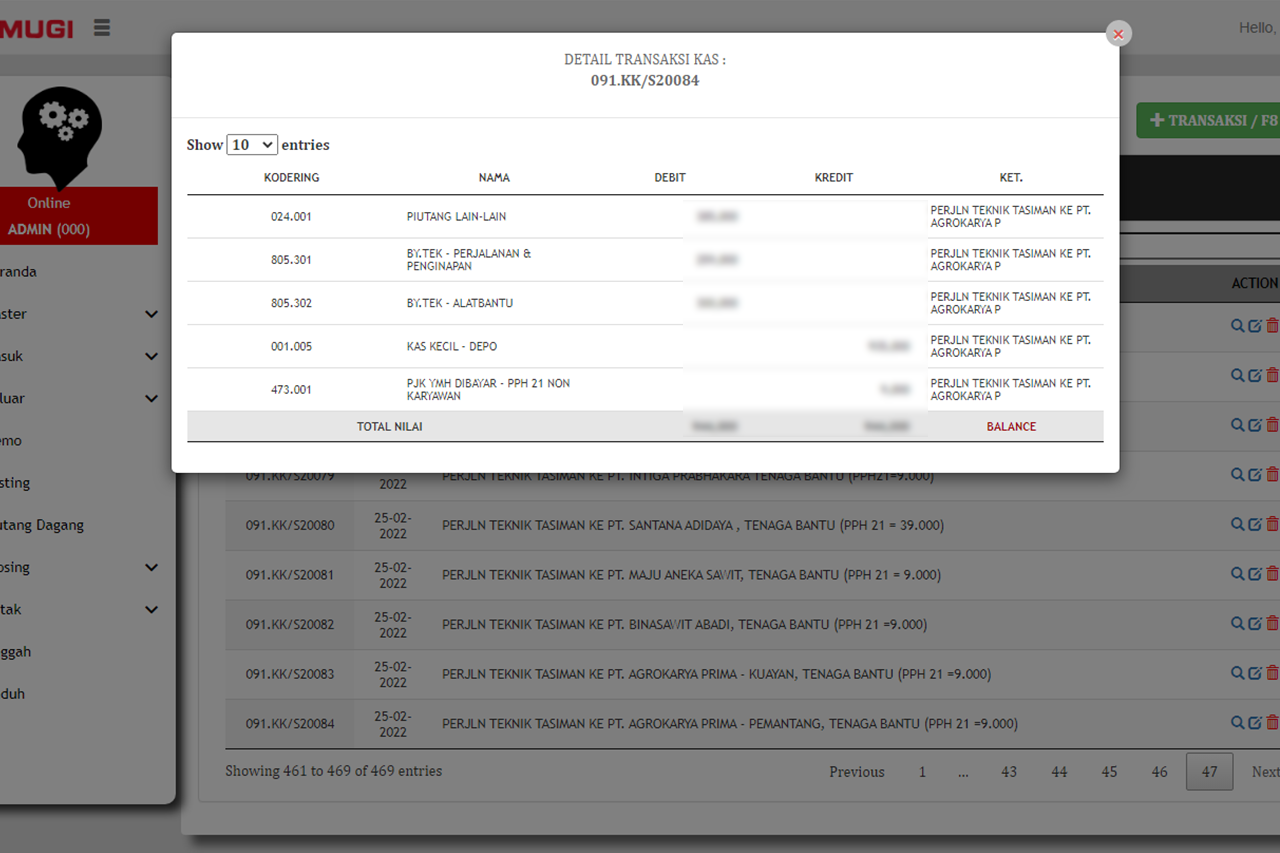 MUGI
Hello,
DETAIL TRANSAKSI KAS :
091.KK/S20084
+ TRANSAKSI / F8
Show 10 entries
KODERING NAMA DEBIT KREDIT KET.
024.001 PIUTANG LAIN-LAIN PERJLN TEKNIK TASIMAN KE PT.
AGROKARYA P
805.301 BY.TEK - PERJALANAN &
PENGINAPAN
PERJLN TEKNIK TASIMAN KE PT.
AGROKARYA P
805.302 BY.TEK - ALATBANTU PERJLN TEKNIK TASIMAN KE PT.
AGROKARYA P
001.005 KAS KECIL - DEPO PERJLN TEKNIK TASIMAN KE PT.
AGROKARYA P
473.001 PJK YMH DIBAYAR - PPH 21 NON
KARYAWAN
PERJLN TEKNIK TASIMAN KE PT.
AGROKARYA P
TOTAL NILAI BALANCE
Online
ADMIN (000)
randa
ster
suk
luar
emo
sting
utang Dagang
osing
tak
ggah
duh
ACTION
091.KK/S20079 2022 PERJLN TEKNIK TASIMAN KE PT. INTIGA PRABHAKARA TENAGA BANTU (PPH21=9.000)
091.KK/S20080 25-02-
2022
PERJLN TEKNIK TASIMAN KE PT. SANTANA ADIDAYA , TENAGA BANTU (PPH 21 = 39.000)
091.KK/S20081 25-02-
2022
PERJLN TEKNIK TASIMAN KE PT. MAJU ANEKA SAWIT, TENAGA BANTU (PPH 21 = 9.000)
091.KK/S20082 25-02-
2022
PERJLN TEKNIK TASIMAN KE PT. BINASAWIT ABADI, TENAGA BANTU (PPH 21 =9.000)
091.KK/S20083 25-02-
2022
PERJLN TEKNIK TASIMAN KE PT. AGROKARYA PRIMA - KUAYAN, TENAGA BANTU (PPH 21 =9.000)
091.KK/S20084 25-02-
2022
PERJLN TEKNIK TASIMAN KE PT. AGROKARYA PRIMA - PEMANTANG, TENAGA BANTU (PPH 21 =9.000)
Showing 461 to 469 of 469 entries
Previous 1 ... 43 44 45 46 47 Next